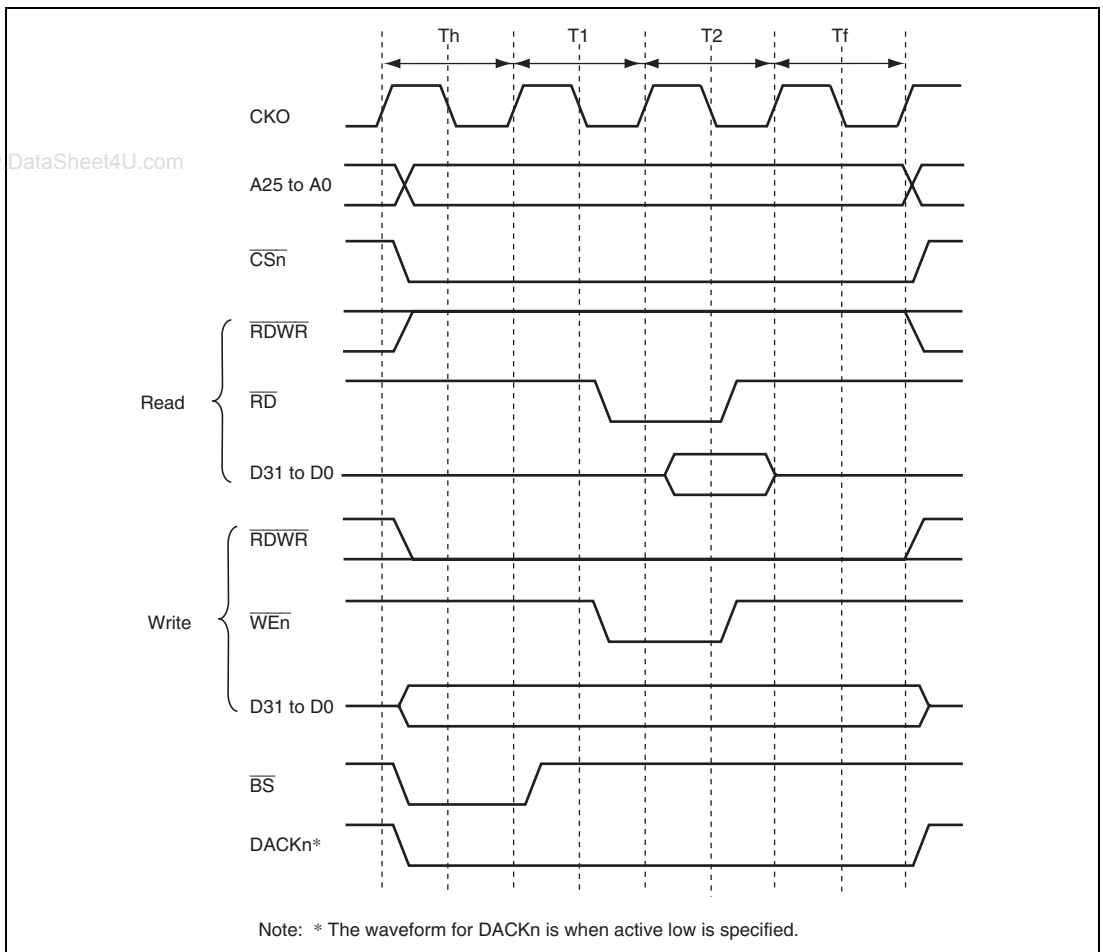 Th T1 T2 Tf
CKO
DataSheet4U.com
A25 to A0
CSn
RDWR
Read
RD
D31 to D0
RDWR
Write
WEn
D31 to D0
BS
DACKn*
Note: * The waveform for DACKn is when active low is specified.